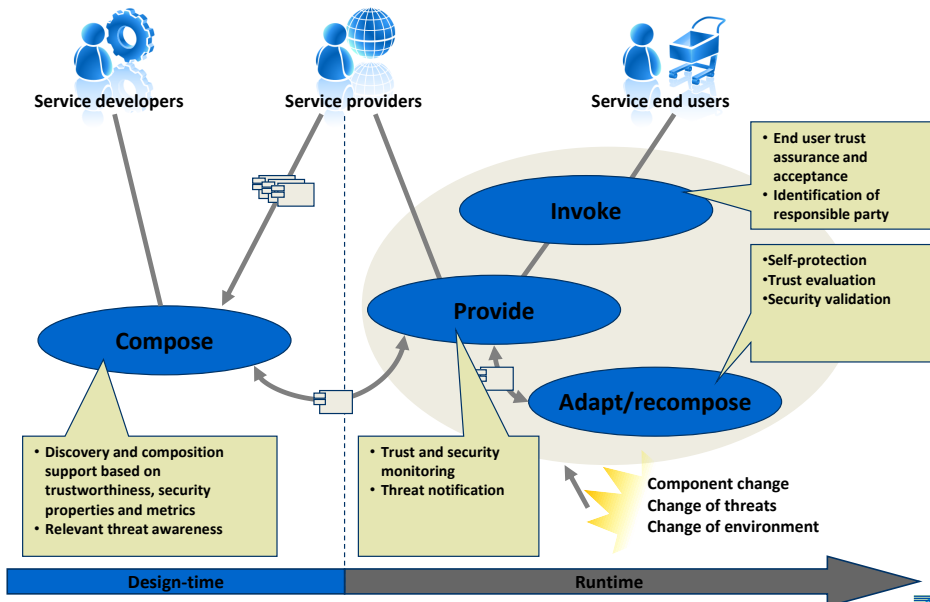 Service developers
Service providers
Service end users
• End user trust
assurance and
acceptance
• Identification of
responsible party
Invoke
•Self-protection
•Trust evaluation
•Security validation
Provide
Compose
Adapt/recompose
• Discovery and composition
support based on
trustworthiness, security
properties and metrics
• Relevant threat awareness
• Trust and security
monitoring
• Threat notification
Component change
Change of threats
Change of environment
Design-time
Runtime